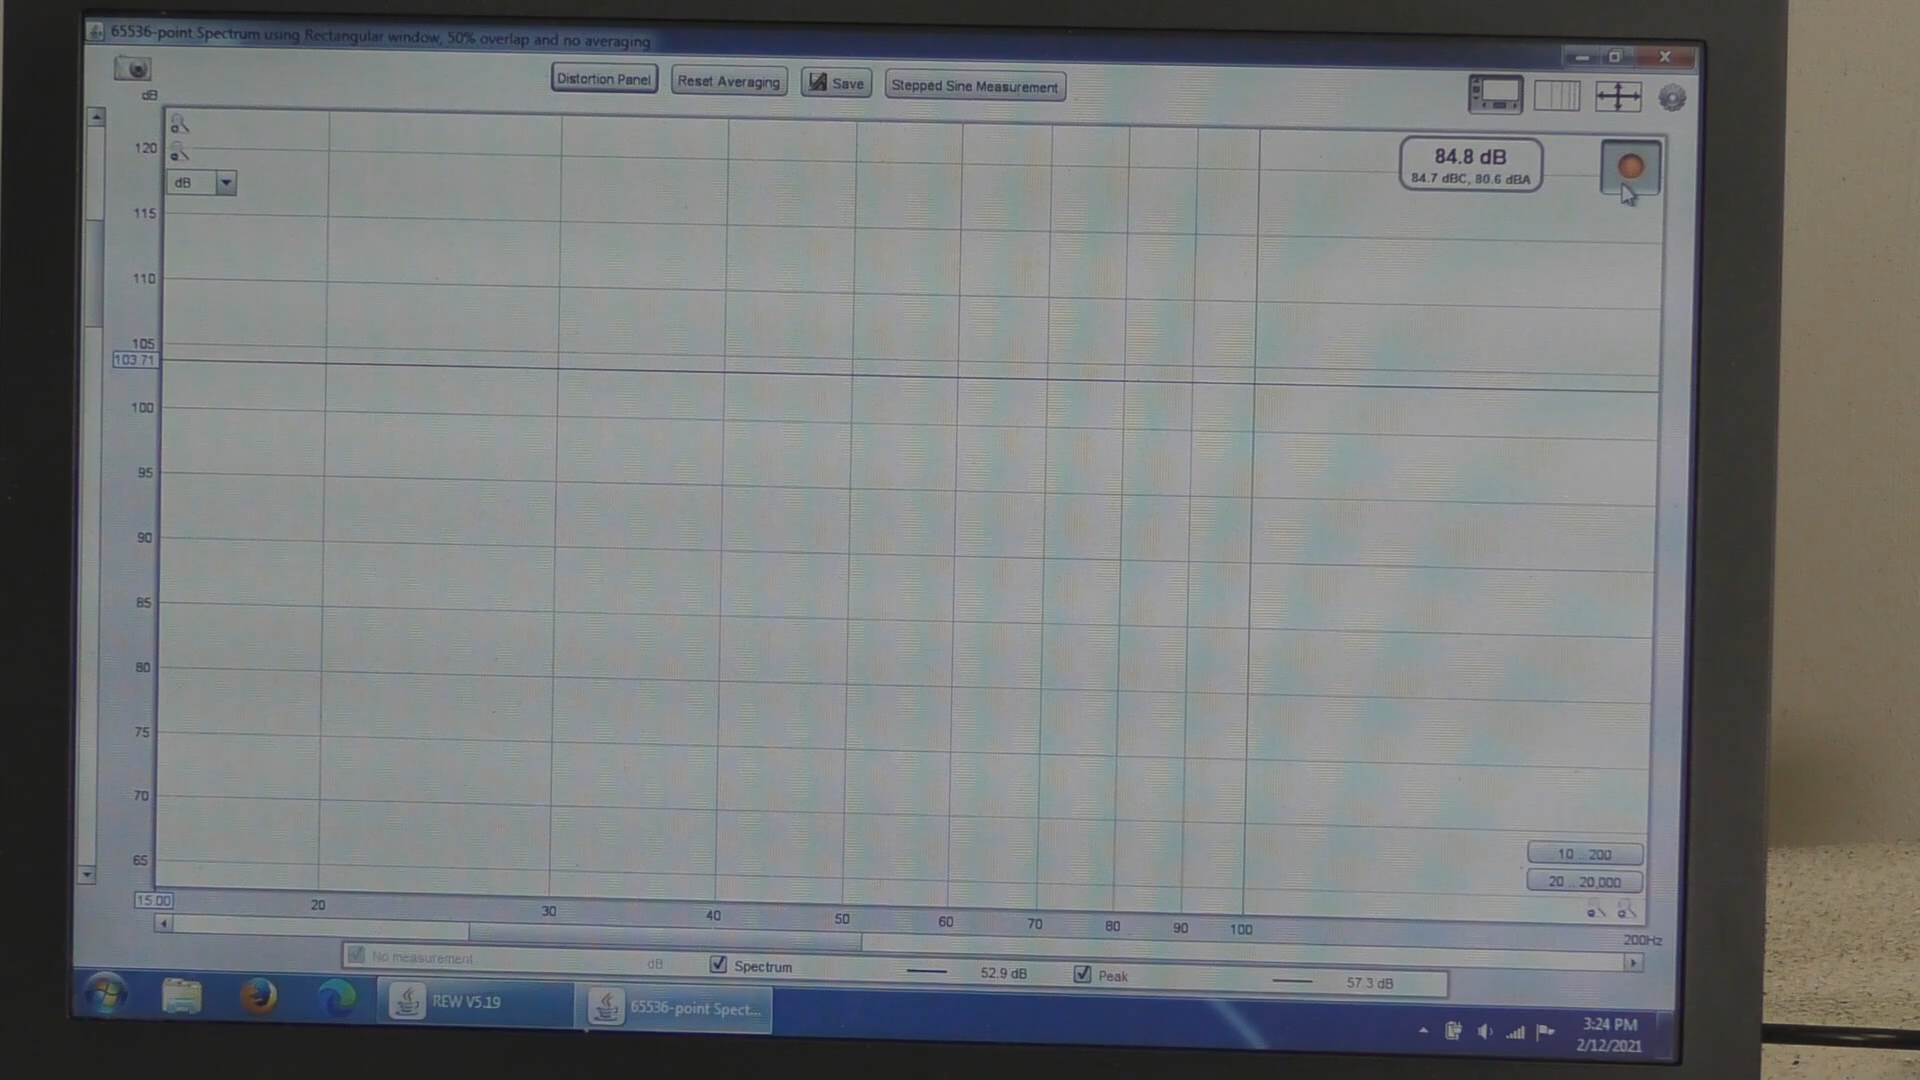 65536-point Spectrum using Rectangular window, 50% overlap and no averaging
Distortion Panel
Reset Averaging
Save
Stepped Sine Measurement
dB
84.8 dB
84.7 dBC, 80.6 dBA
dB
120
115
110
105
103.71
100
95
90
85
80
75
70
65
10 .. 200
20 .. 20,000
15.00
20
30
40
50
60
70
80
90
100
200Hz
No measurement
dB
Spectrum
52.9 dB
Peak
57.3 dB
REW V5.19
65536-point Spect...
3:24 PM
2/12/2021